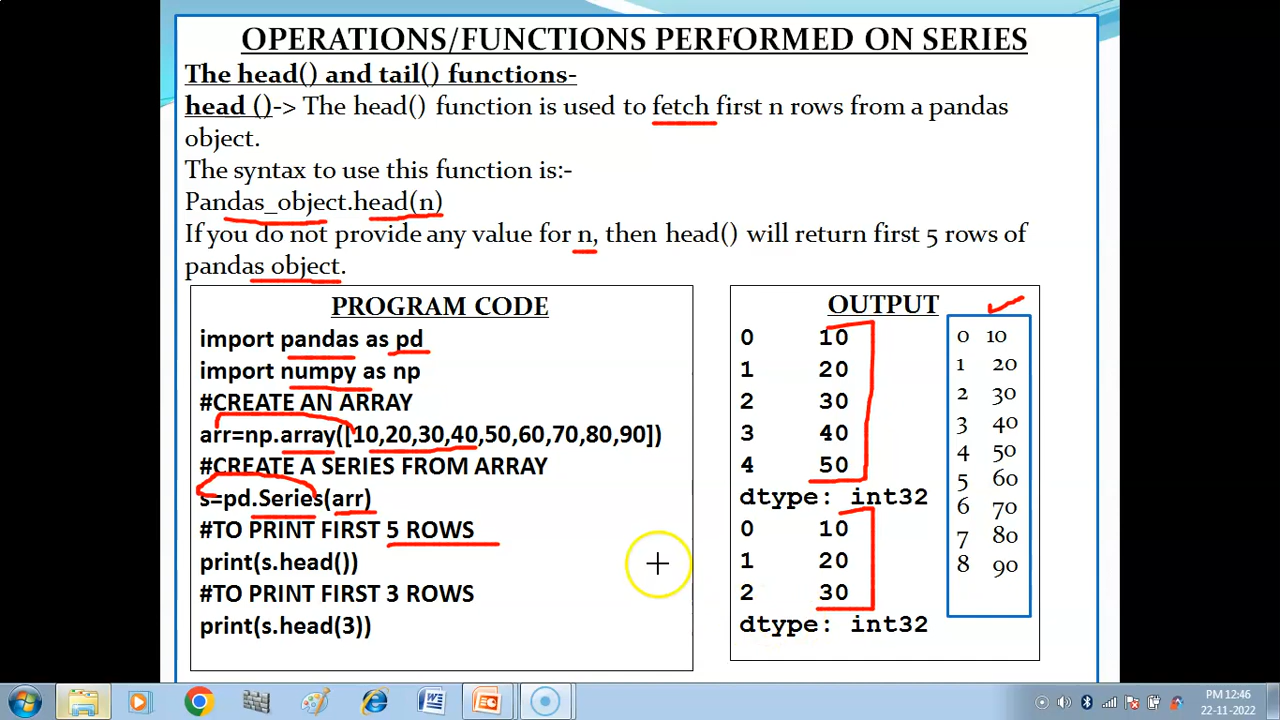 OPERATIONS/FUNCTIONS PERFORMED ON SERIES
The head() and tail() functions-
head ()-> The head() function is used to fetch first n rows from a pandas
object.
The syntax to use this function is:-
Pandas_object.head(n)
If you do not provide any value for n, then head() will return first 5 rows of
pandas object.
PROGRAM CODE
import pandas as pd
import numpy as np
#CREATE AN ARRAY
arr=np.array([10,20,30,40,50,60,70,80,90])
#CREATE A SERIES FROM ARRAY
s=pd.Series(arr)
#TO PRINT FIRST 5 ROWS
print(s.head())
#TO PRINT FIRST 3 ROWS
print(s.head(3))
OUTPUT
0 10
1 20
2 30
3 40
4 50
dtype: int32
0 10
1 20
2 30
dtype: int32
0 10
1 20
2 30
3 40
4 50
5 60
6 70
7 80
8 90
PM 12:46
22-11-2022